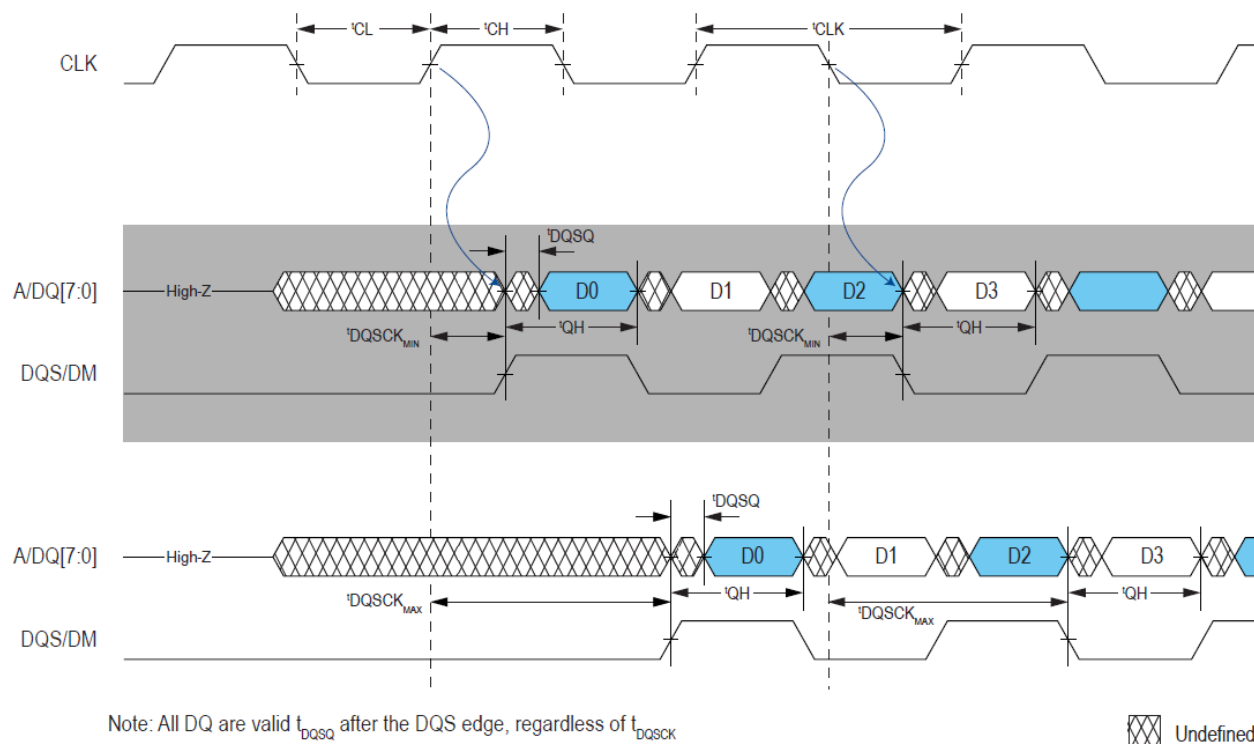 tCL tCH tCLK
CLK
tDQSQ
A/DQ[7:0] High-Z D0 D1 D2 D3
tDQSCKMIN tQH tDQSCKMIN tQH
DQS/DM
tDQSQ
A/DQ[7:0] High-Z D0 D1 D2 D3
tDQSCKMAX tQH tDQSCKMAX tQH
DQS/DM
Note: All DQ are valid tDQSQ after the DQS edge, regardless of tDQSCK
Undefined